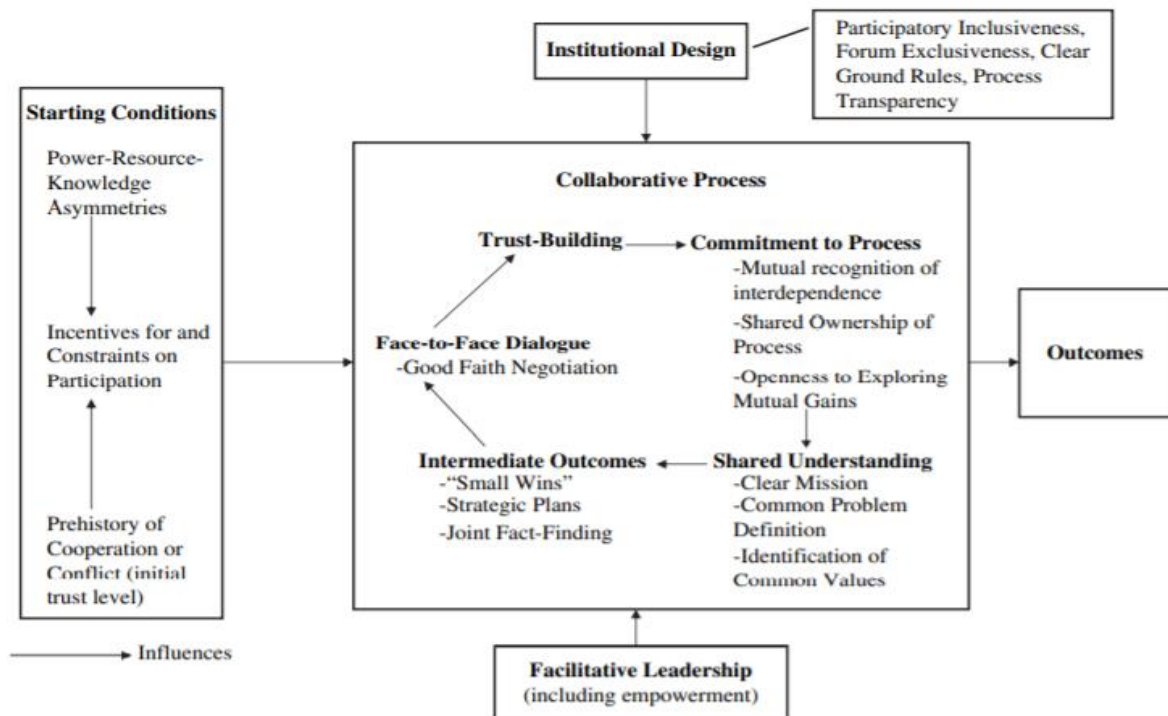 Institutional Design
Participatory Inclusiveness,
Forum Exclusiveness, Clear
Ground Rules, Process
Transparency
Starting Conditions
Power-Resource-
Knowledge
Asymmetries
Incentives for and
Constraints on
Participation
Prehistory of
Cooperation or
Conflict (initial
trust level)
Influences
Collaborative Process
Trust-Building
Commitment to Process
-Mutual recognition of
interdependence
-Shared Ownership of
Process
-Openness to Exploring
Mutual Gains
Face-to-Face Dialogue
-Good Faith Negotiation
Intermediate Outcomes
-“Small Wins”
-Strategic Plans
-Joint Fact-Finding
Shared Understanding
-Clear Mission
-Common Problem
Definition
-Identification of
Common Values
Outcomes
Facilitative Leadership
(including empowerment)